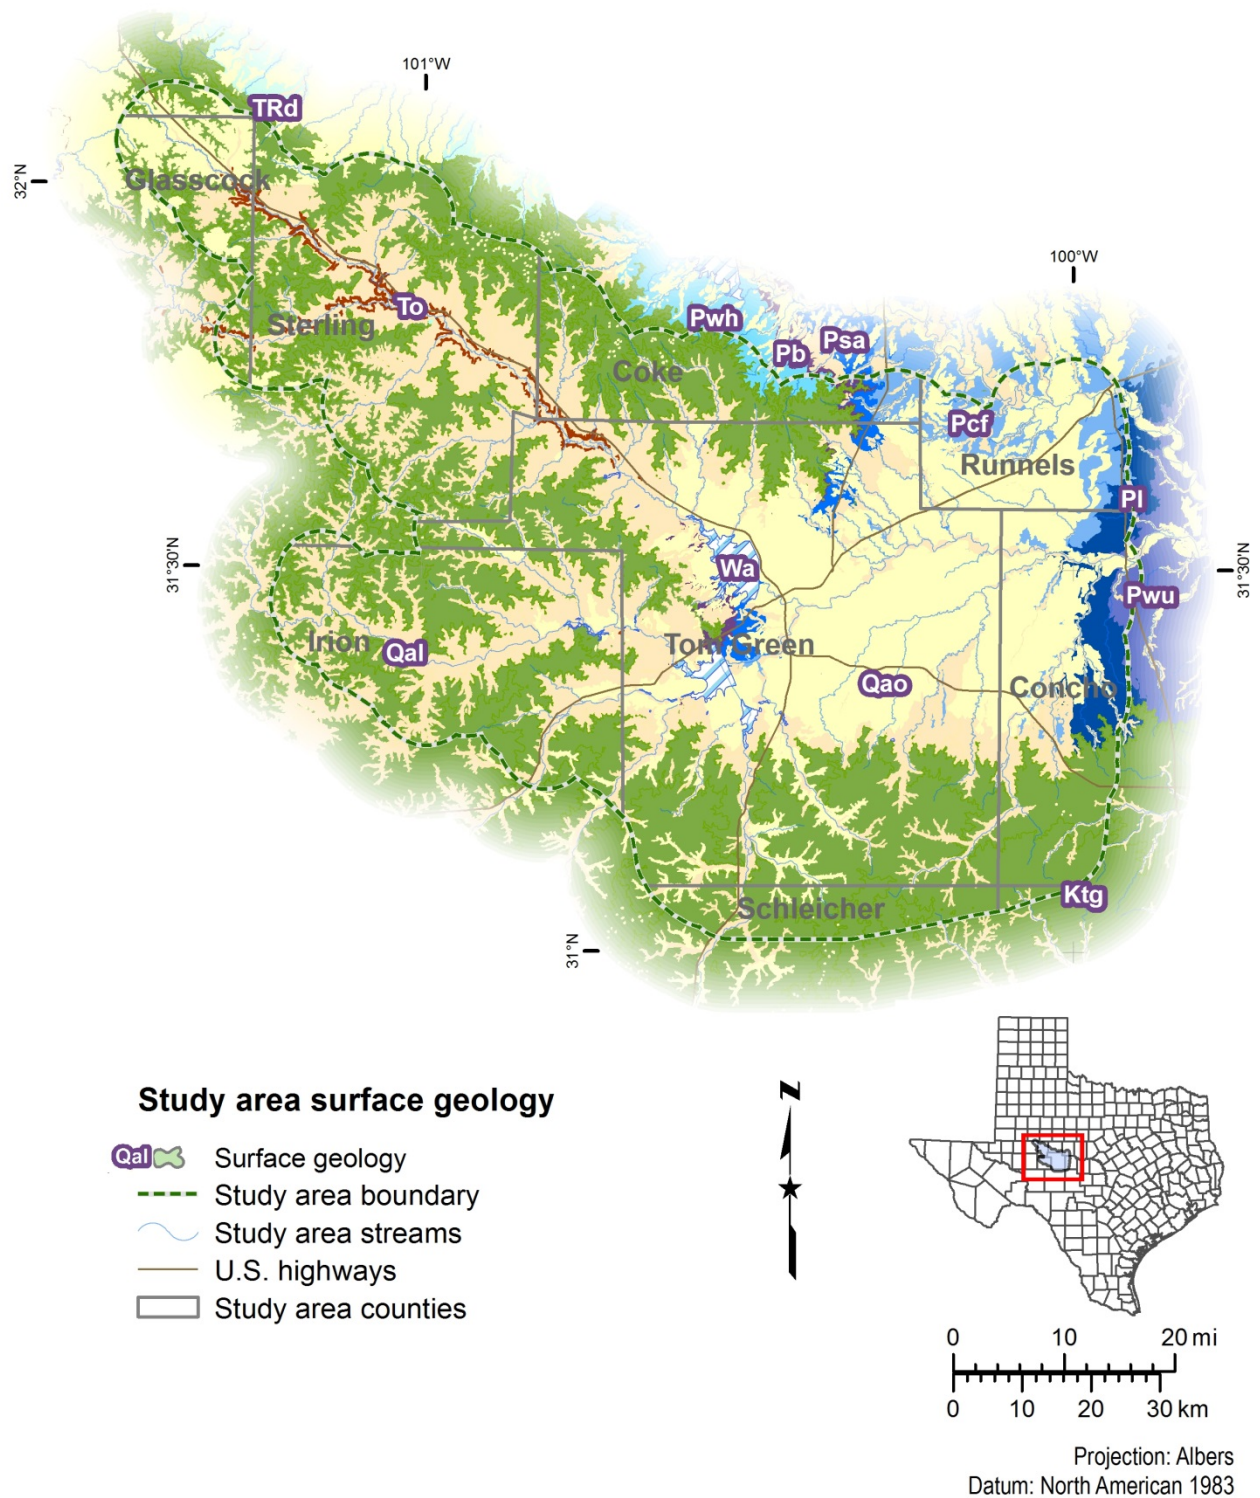 101°W
TRd
32°N
Glasscock
100°W
To
Sterling
Pwh
Pb
Psa
Coke
Pcf
Runnels
Pl
31°30'N
Wa
31°30'N
Pwu
Irion
Qal
Tom Green
Qao
Concho
Ktg
Schleicher
31°N
Study area surface geology
Qal
Surface geology
Study area boundary
Study area streams
U.S. highways
Study area counties
N
0 10 20 mi
0 10 20 30 km
Projection: Albers
Datum: North American 1983